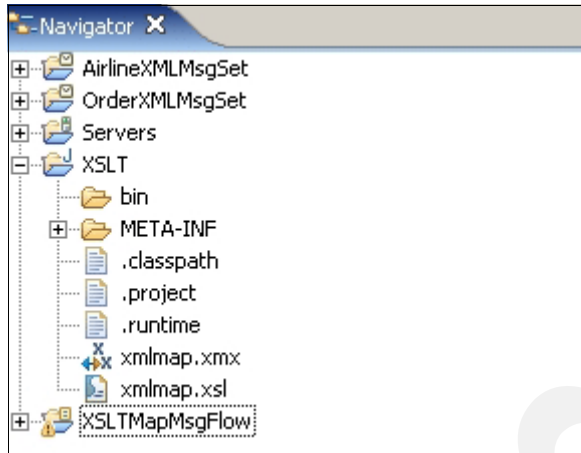 Navigator
AirlineXMLMsgSet
OrderXMLMsgSet
Servers
XSLT
bin
META-INF
.classpath
.project
.runtime
xmlmap.xmx
xmlmap.xsl
XSLTMapMsgFlow